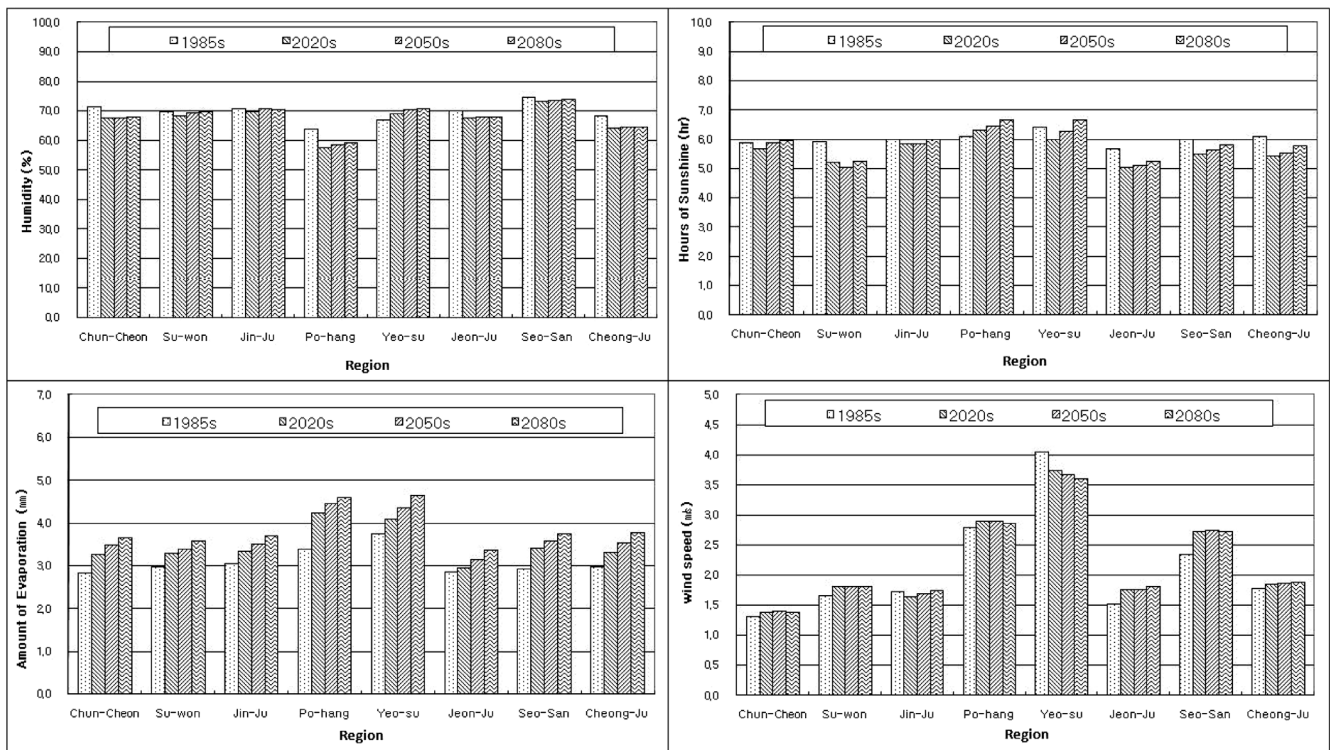 100,0
90,0
80,0
70,0
60,0
50,0
40,0
30,0
20,0
10,0
0,0
Humidity (%)
1985s 2020s 2050s 2080s
Chun-Cheon Su-won Jin-Ju Po-hang Yeo-su Jeon-Ju Seo-San Cheong-Ju
Region
10,0
9,0
8,0
7,0
6,0
5,0
4,0
3,0
2,0
1,0
0,0
Hours of Sunshine (hr)
1985s 2020s 2050s 2080s
Chun-Cheon Su-won Jin-Ju Po-hang Yeo-su Jeon-Ju Seo-San Cheong-Ju
Region
7,0
6,0
5,0
4,0
3,0
2,0
1,0
0,0
Amount of Evaporation (㎜)
1985s 2020s 2050s 2080s
Chun-Cheon Su-won Jin-Ju Po-hang Yeo-su Jeon-Ju Seo-San Cheong-Ju
Region
5,0
4,5
4,0
3,5
3,0
2,5
2,0
1,5
1,0
0,5
0,0
wind speed (㎧)
1985s 2020s 2050s 2080s
Chun-Cheon Su-won Jin-Ju Po-hang Yeo-su Jeon-Ju Seo-San Cheong-Ju
Region